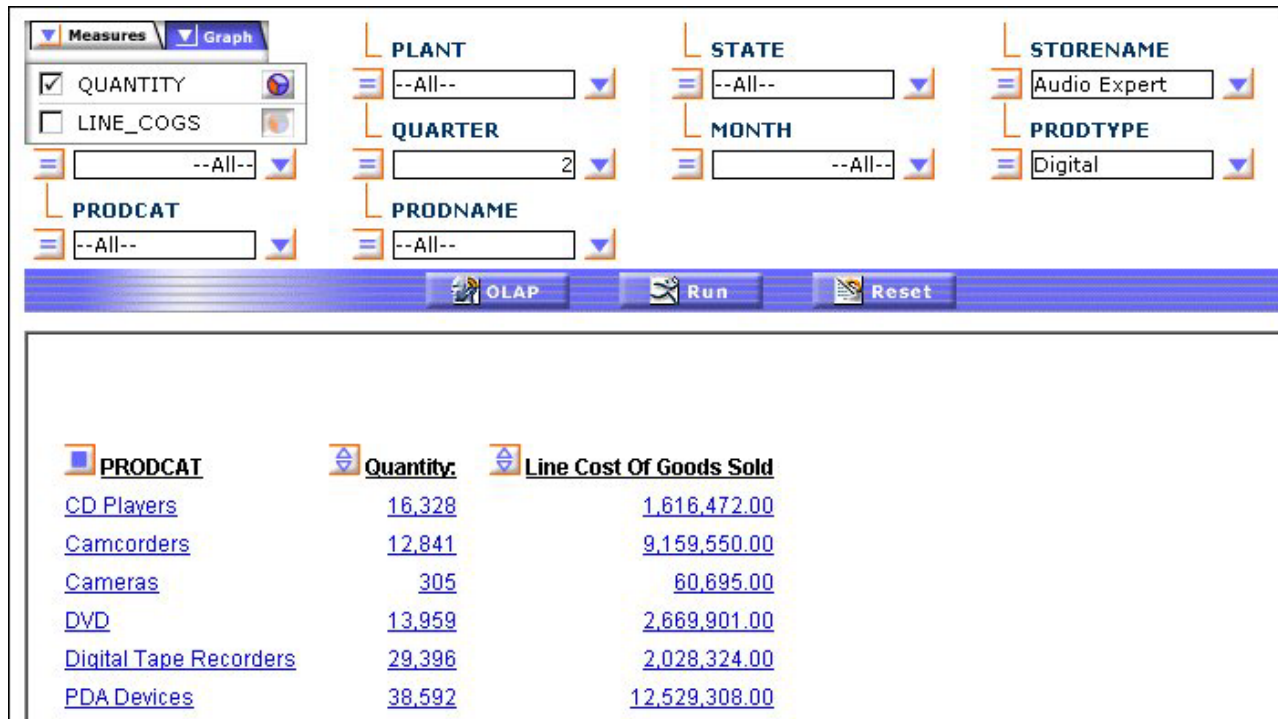 Measures Graph
PLANT STATE STORENAME
QUANTITY --All-- --All-- Audio Expert
LINE_COGS QUARTER MONTH PRODTYPE
--All-- 2 --All-- Digital
PRODCAT PRODNAME
--All-- --All--
OLAP Run Reset
PRODCAT Quantity: Line Cost Of Goods Sold
CD Players 16,328 1,616,472.00
Camcorders 12,841 9,159,550.00
Cameras 305 60,695.00
DVD 13,959 2,669,901.00
Digital Tape Recorders 29,396 2,028,324.00
PDA Devices 38,592 12,529,308.00